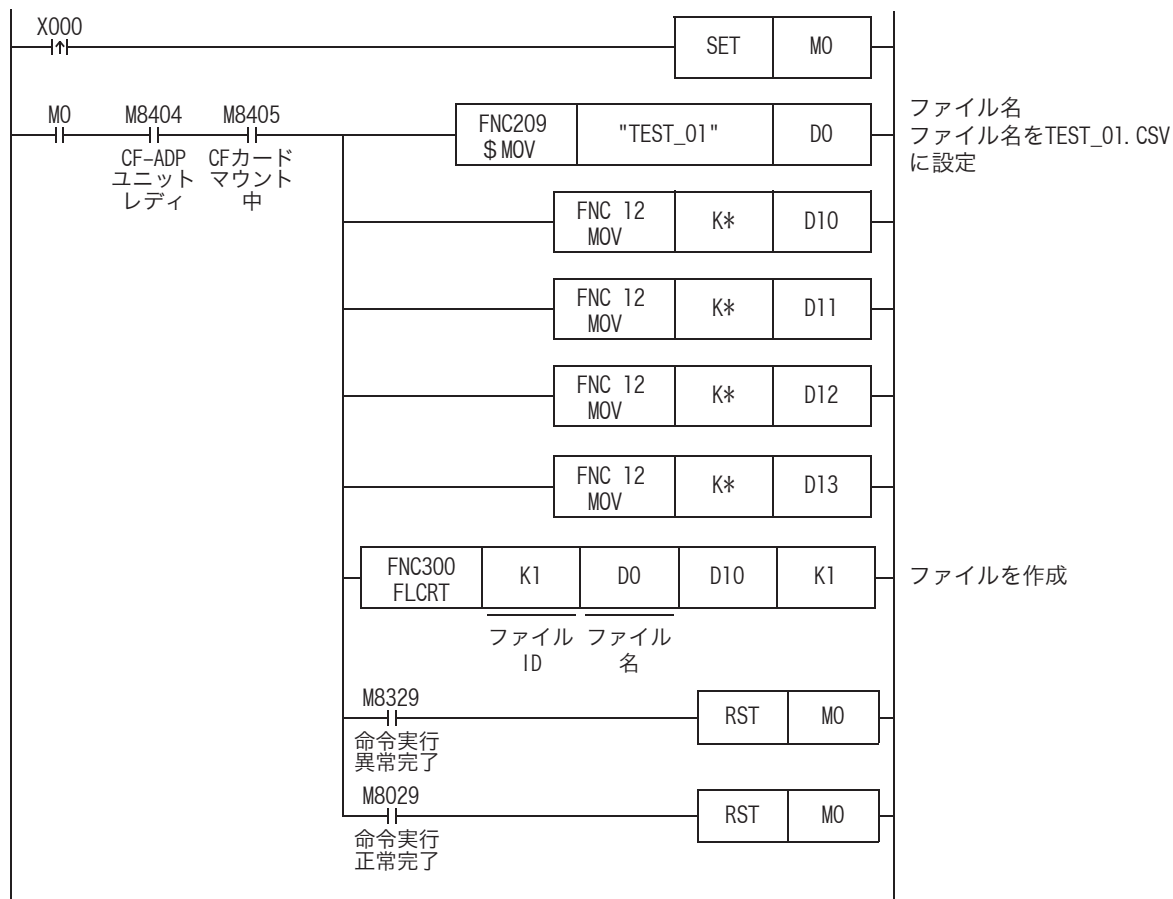 X000
SET M0
M0 M8404 M8405
CF-ADP
ユニット
レディ
CFカード
マウント
中
FNC209
$ MOV
"TEST_01"
D0
ファイル名
ファイル名をTEST_01.CSV
に設定
FNC 12
MOV
K*
D10
FNC 12
MOV
K*
D11
FNC 12
MOV
K*
D12
FNC 12
MOV
K*
D13
FNC300
FLCRT
K1
D0
D10
K1
ファイルを作成
ファイル
ID
ファイル
名
M8329
命令実行
異常完了
RST M0
M8029
命令実行
正常完了
RST M0